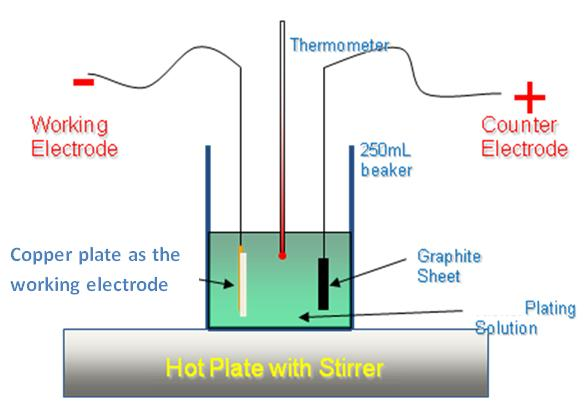 Thermometer
-
+
Working
Electrode
Counter
Electrode
250mL
beaker
Copper plate as the
working electrode
Graphite
Sheet
Plating
Solution
Hot Plate with Stirrer